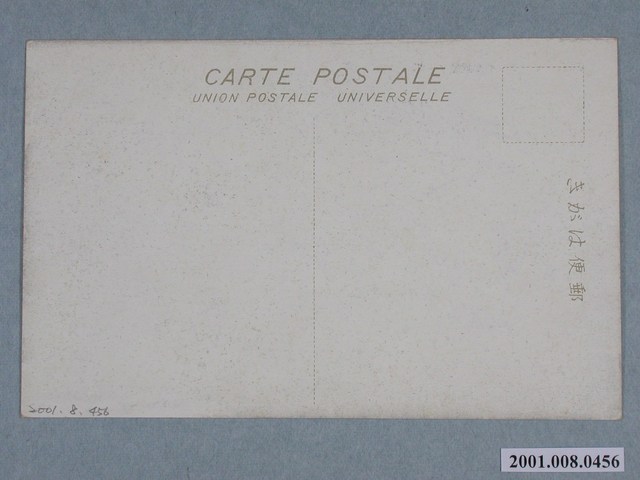 CARTE POSTALE
UNION POSTALE UNIVERSELLE
きがは便郵
2001.8.456
2001.008.0456